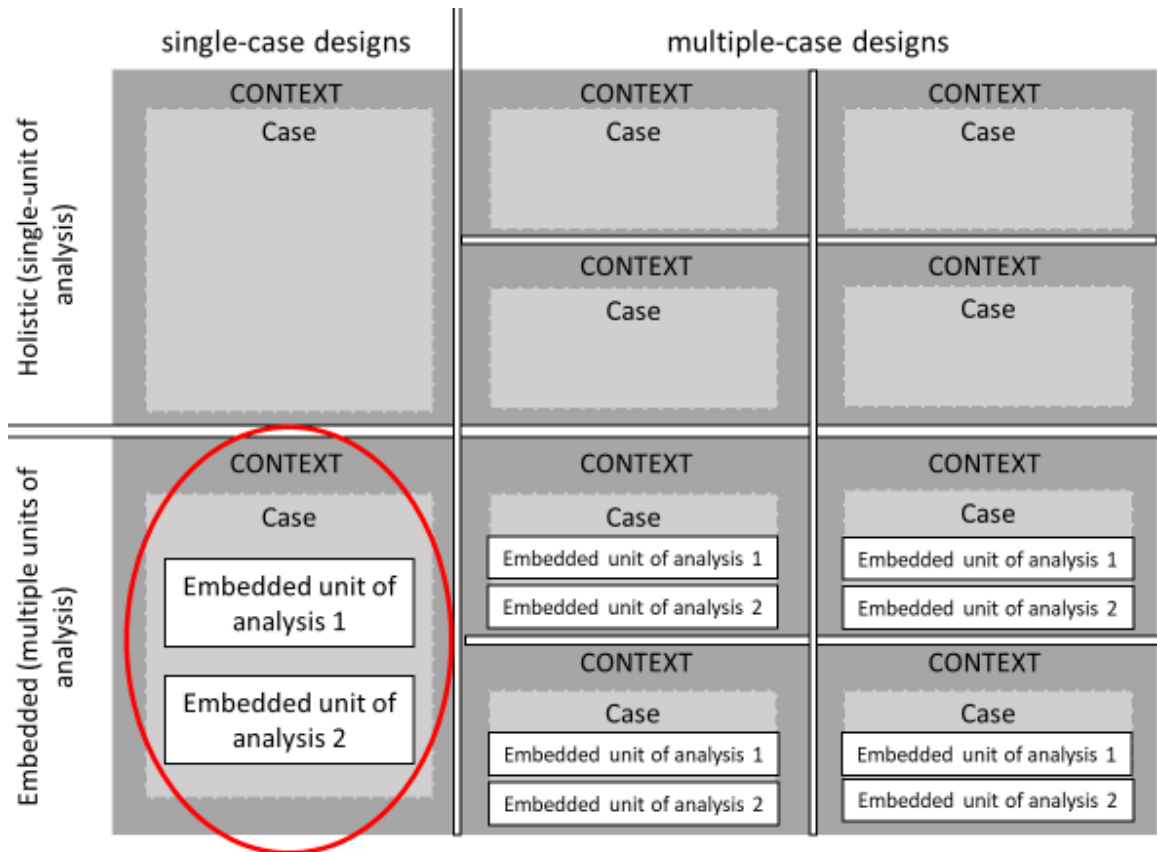 single-case designs
multiple-case designs
Holistic (single-unit of
analysis)
CONTEXT
Case
CONTEXT
Case
CONTEXT
Case
CONTEXT
Case
CONTEXT
Case
Embedded (multiple units of
analysis)
CONTEXT
Case
Embedded unit of
analysis 1
Embedded unit of
analysis 2
CONTEXT
Case
Embedded unit of analysis 1
Embedded unit of analysis 2
CONTEXT
Case
Embedded unit of analysis 1
Embedded unit of analysis 2
CONTEXT
Case
Embedded unit of analysis 1
Embedded unit of analysis 2
CONTEXT
Case
Embedded unit of analysis 1
Embedded unit of analysis 2